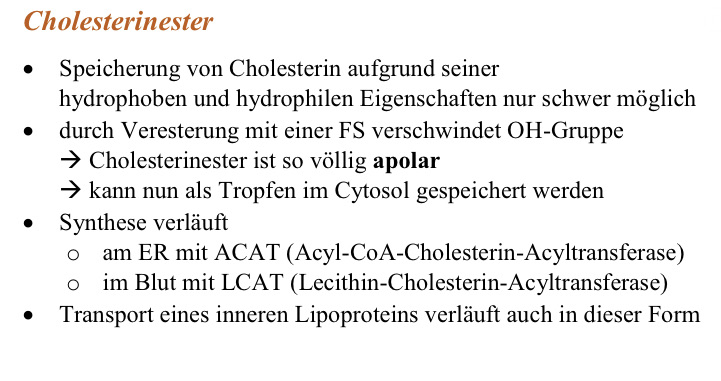 Cholesterinester
• Speicherung von Cholesterin aufgrund seiner
hydrophoben und hydrophilen Eigenschaften nur schwer möglich
• durch Veresterung mit einer FS verschwindet OH-Gruppe
→ Cholesterinester ist so völlig apolar
→ kann nun als Tropfen im Cytosol gespeichert werden
• Synthese verläuft
o am ER mit ACAT (Acyl-CoA-Cholesterin-Acyltransferase)
o im Blut mit LCAT (Lecithin-Cholesterin-Acyltransferase)
• Transport eines inneren Lipoproteins verläuft auch in dieser Form